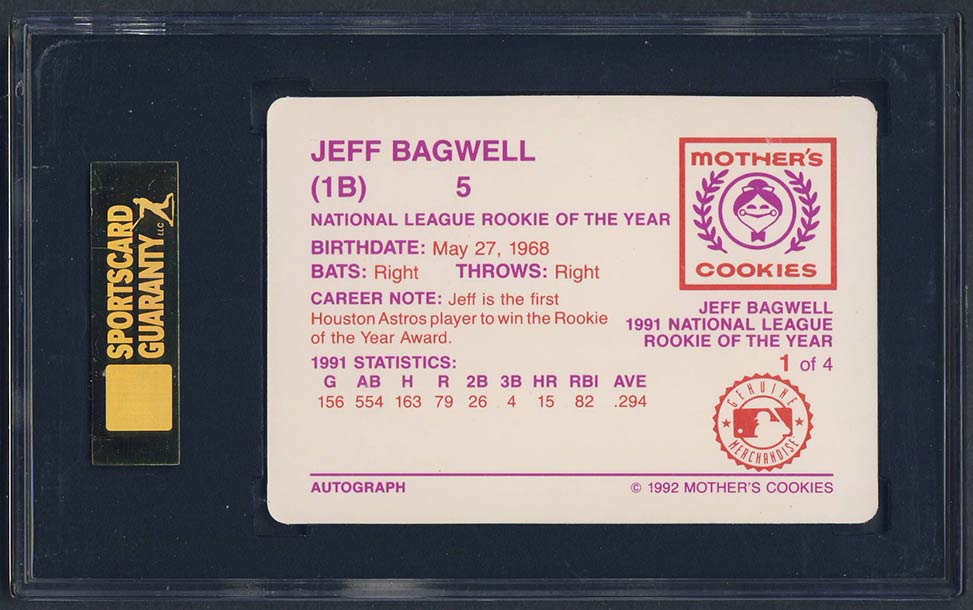 SPORTSCARD
GUARANTY LLC
JEFF BAGWELL
(1B) 5
NATIONAL LEAGUE ROOKIE OF THE YEAR
BIRTHDATE: May 27, 1968
BATS: Right THROWS: Right
CAREER NOTE: Jeff is the first
Houston Astros player to win the Rookie
of the Year Award.
1991 STATISTICS:
G AB H R 2B 3B HR RBI AVE
156 554 163 79 26 4 15 82 .294
AUTOGRAPH
MOTHER'S
COOKIES
JEFF BAGWELL
1991 NATIONAL LEAGUE
ROOKIE OF THE YEAR
1 of 4
GENUINE
MERCHANDISE
© 1992 MOTHER'S COOKIES